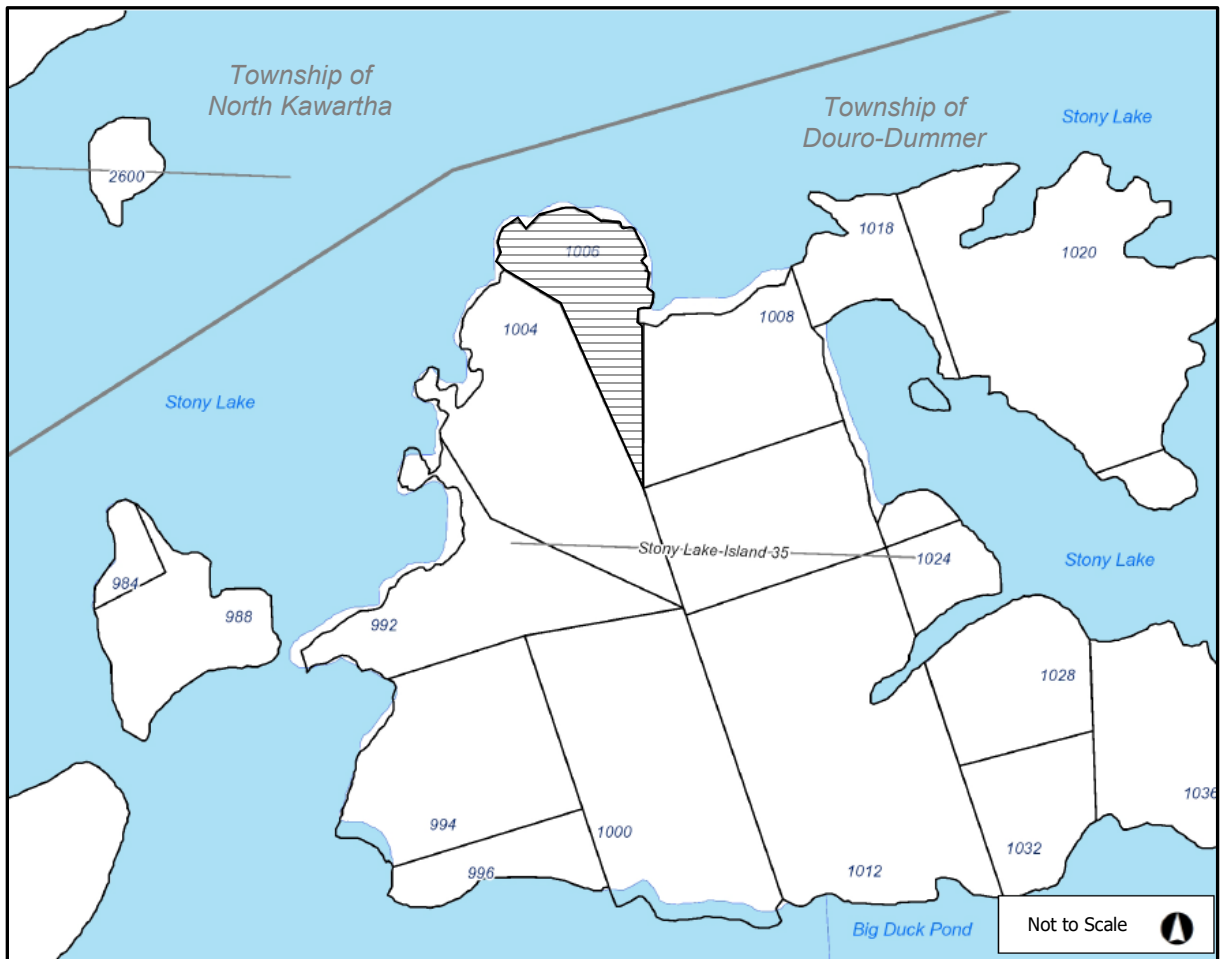 Township of
North Kawartha
Township of
Douro-Dummer
Stony Lake
2600
1018
1006
1020
1008
1004
Stony Lake
Stony Lake-Island 35
1024
Stony Lake
984
988
992
1028
1036
994
1000
1032
996
1012
Big Duck Pond
Not to Scale